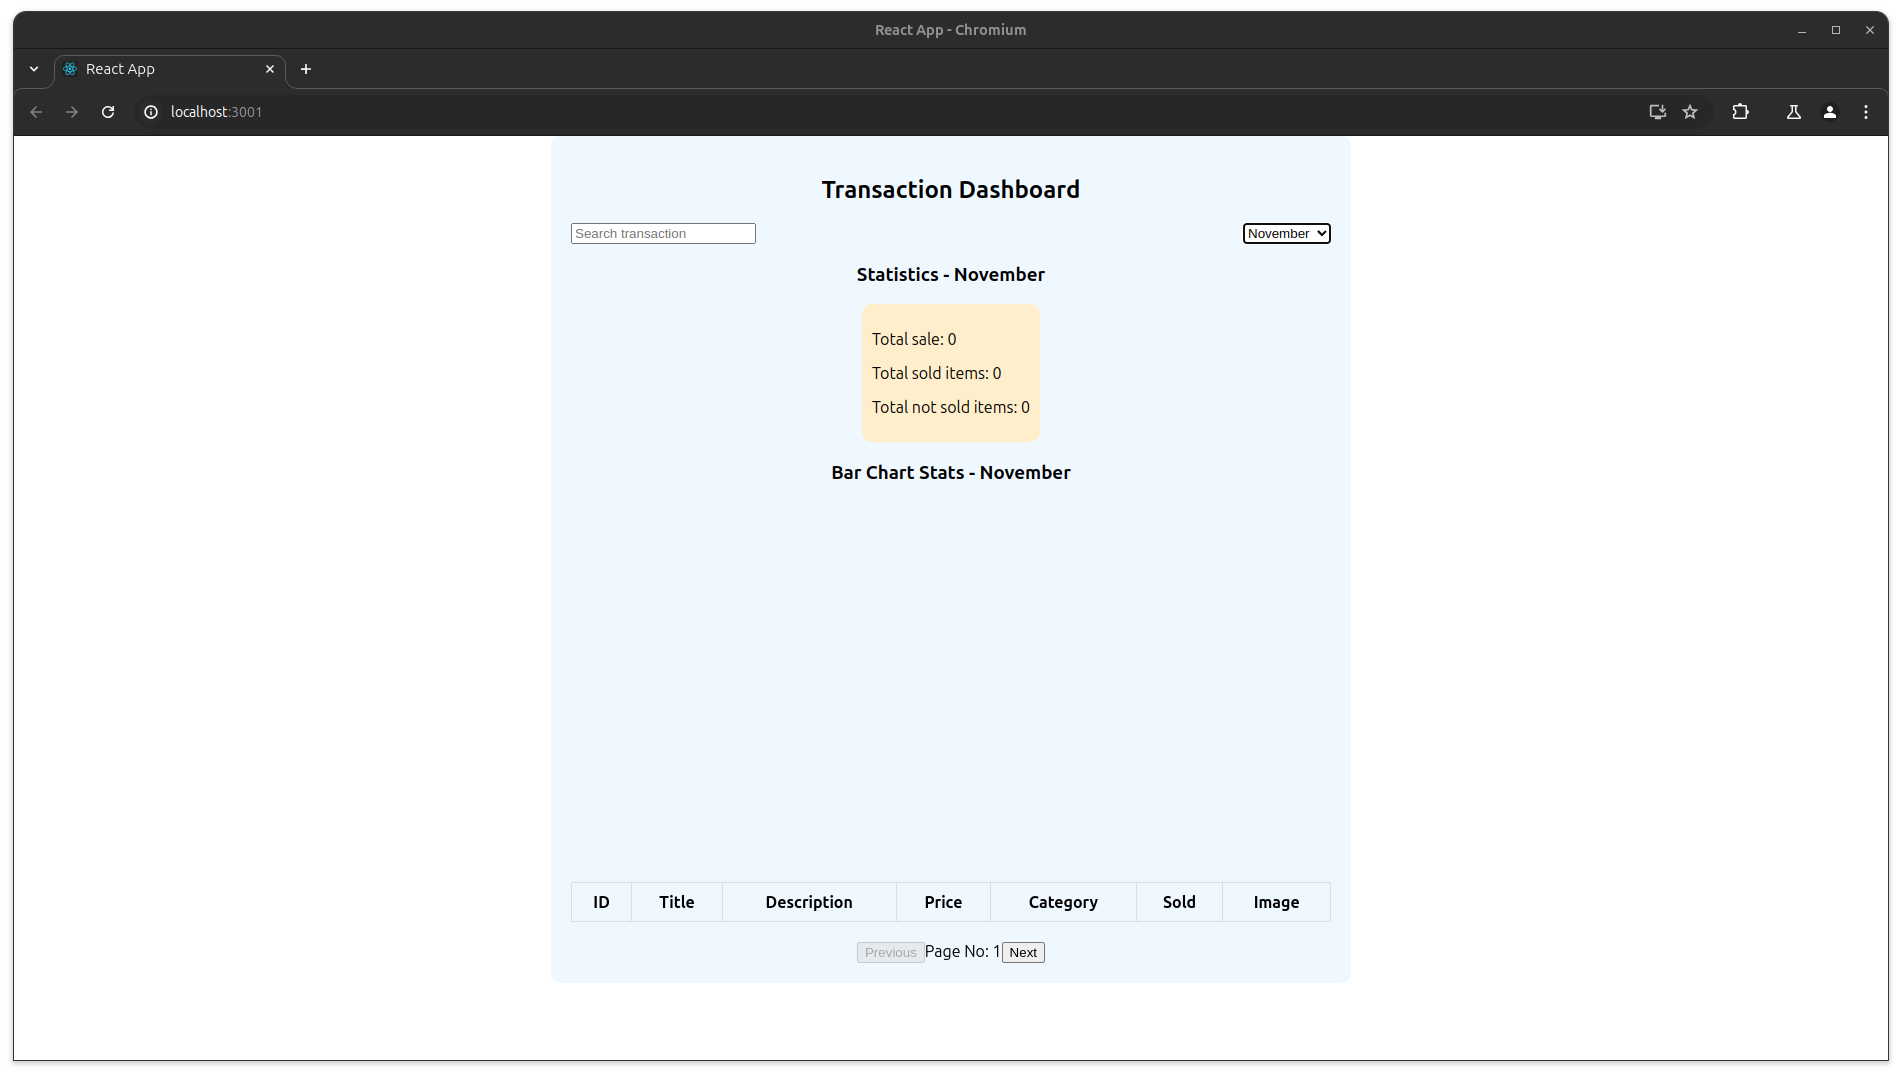 React App - Chromium
React App
localhost:3001
Transaction Dashboard
Search transaction
November
Statistics - November
Total sale: 0
Total sold items: 0
Total not sold items: 0
Bar Chart Stats - November
ID Title Description Price Category Sold Image
Previous Page No: 1 Next